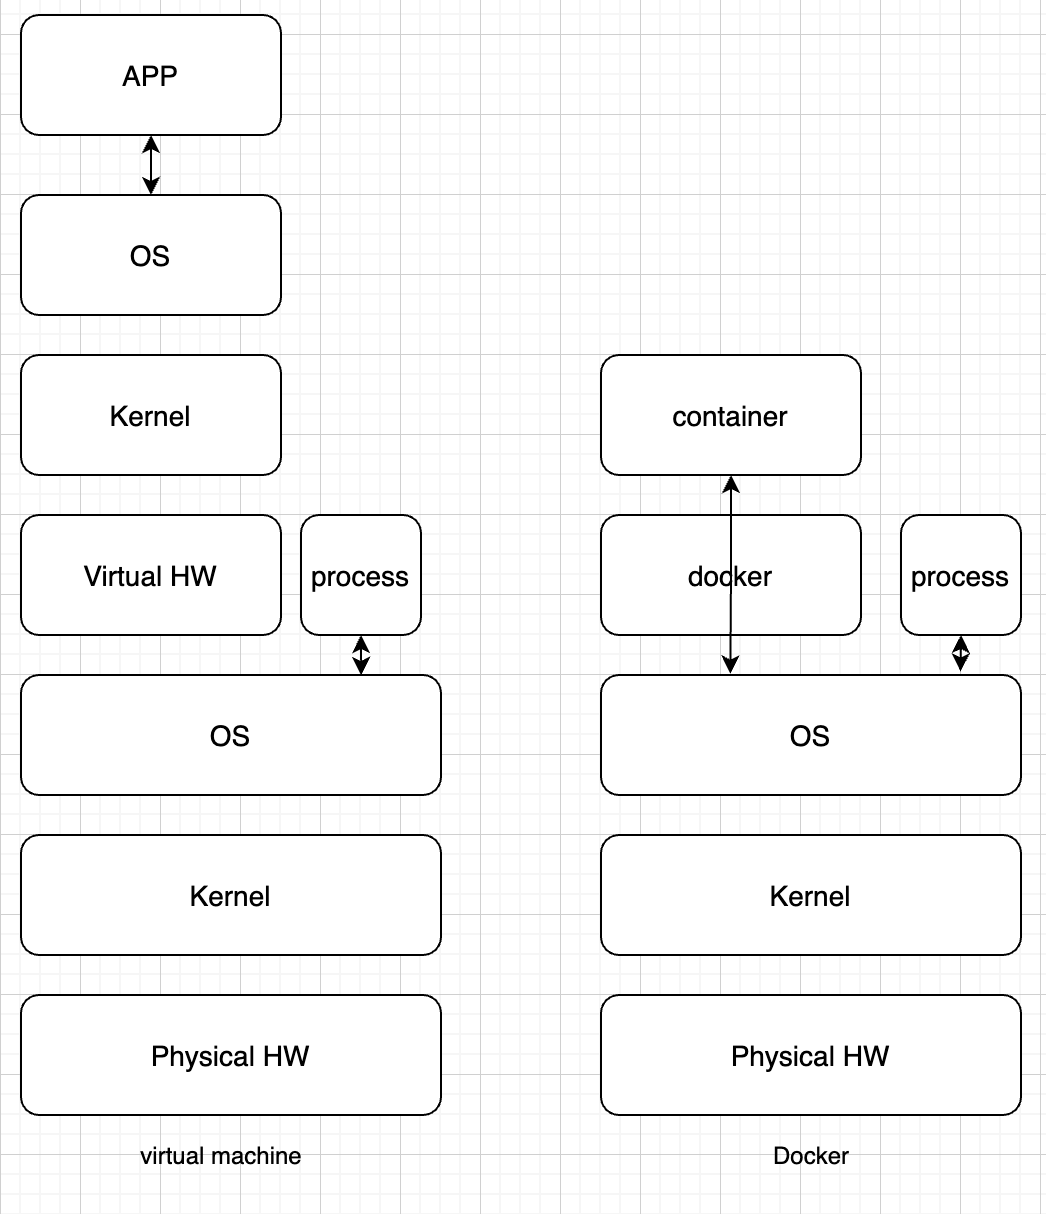 APP
OS
Kernel
Virtual HW
process
OS
Kernel
Physical HW
virtual machine
container
docker
process
OS
Kernel
Physical HW
Docker